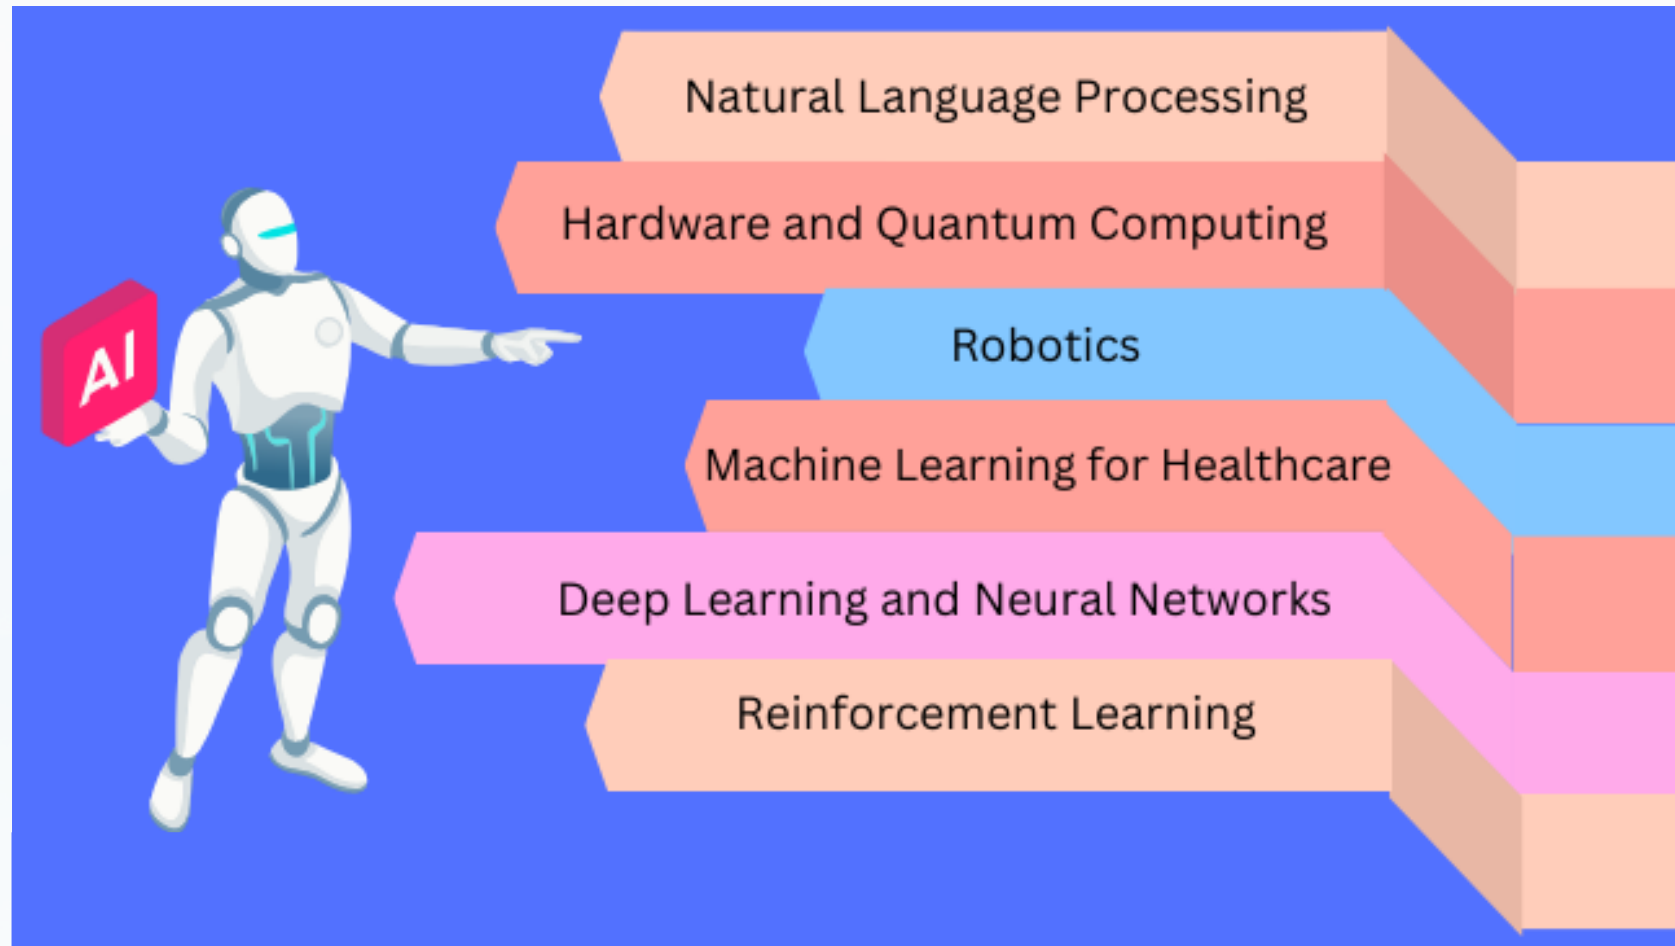 Natural Language Processing
Hardware and Quantum Computing
Robotics
AI
Machine Learning for Healthcare
Deep Learning and Neural Networks
Reinforcement Learning